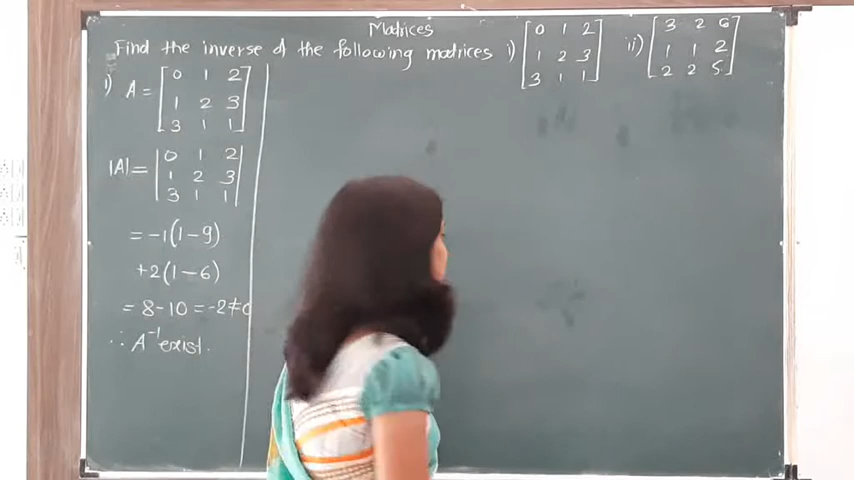 Matrices
Find the inverse of the following matrices i) [0 1 2; 1 2 3; 3 1 1] ii) [3 2 6; 1 1 2; 2 2 5]
i) A = [0 1 2; 1 2 3; 3 1 1]
|A| = |0 1 2; 1 2 3; 3 1 1|
= -1(1-9)
+2(1-6)
= 8-10 = -2 ≠ 0
∴ A⁻¹ exist.